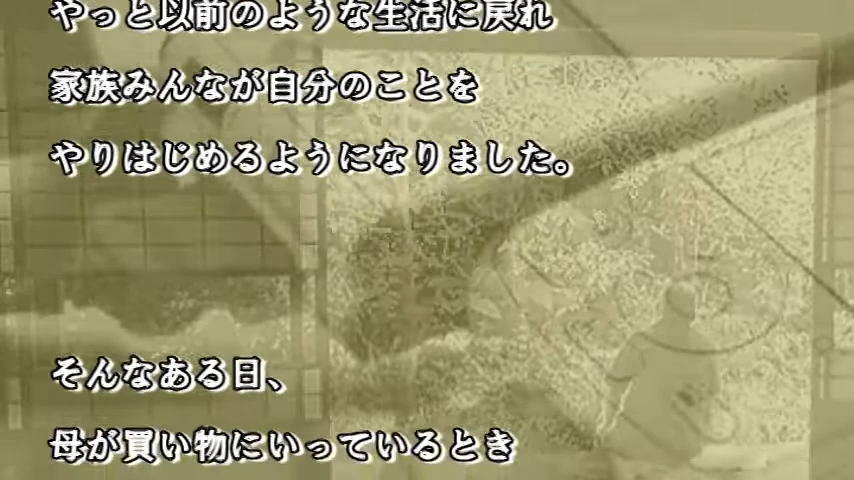 やっと以前のような生活に戻れ
家族みんなが自分のことを
やりはじめるようになりました。
そんなある日、
母が買い物にいっているとき